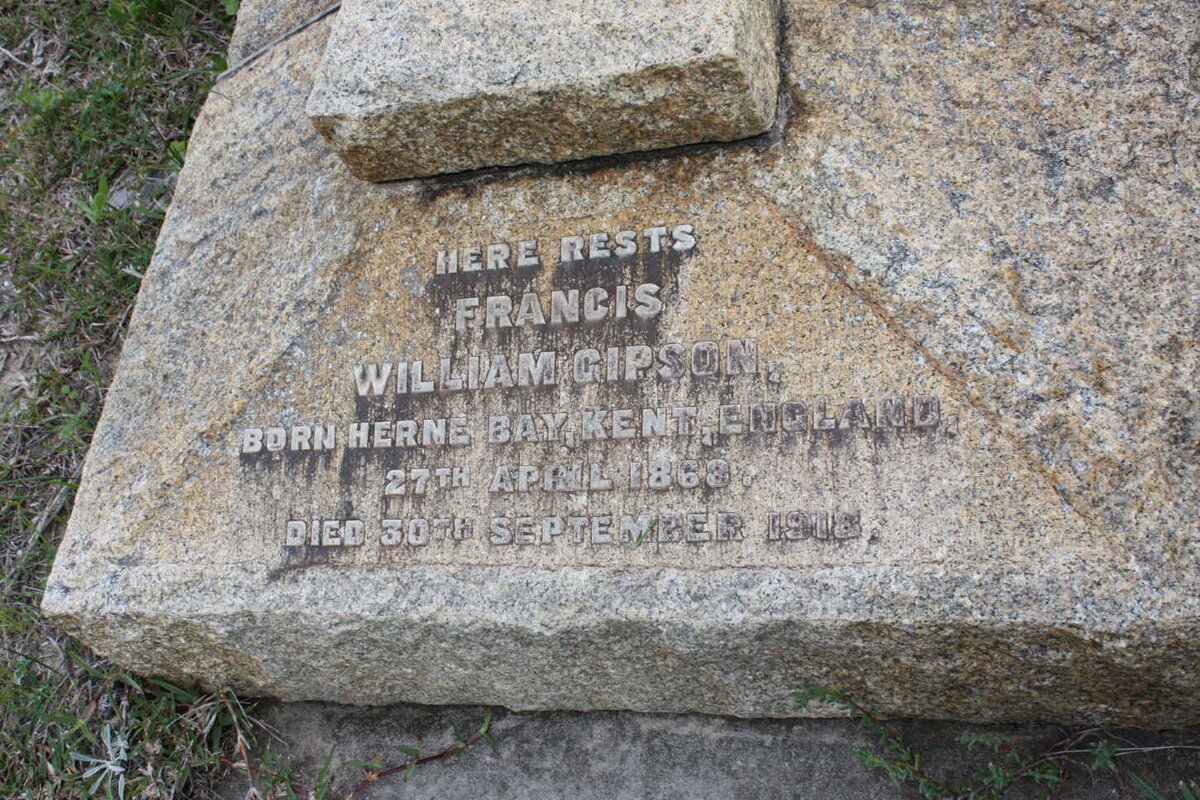 HERE RESTS
FRANCIS
WILLIAM GIPSON.
BORN HERNE BAY, KENT, ENGLAND,
27TH APRIL 1868.
DIED 30TH SEPTEMBER 1918.